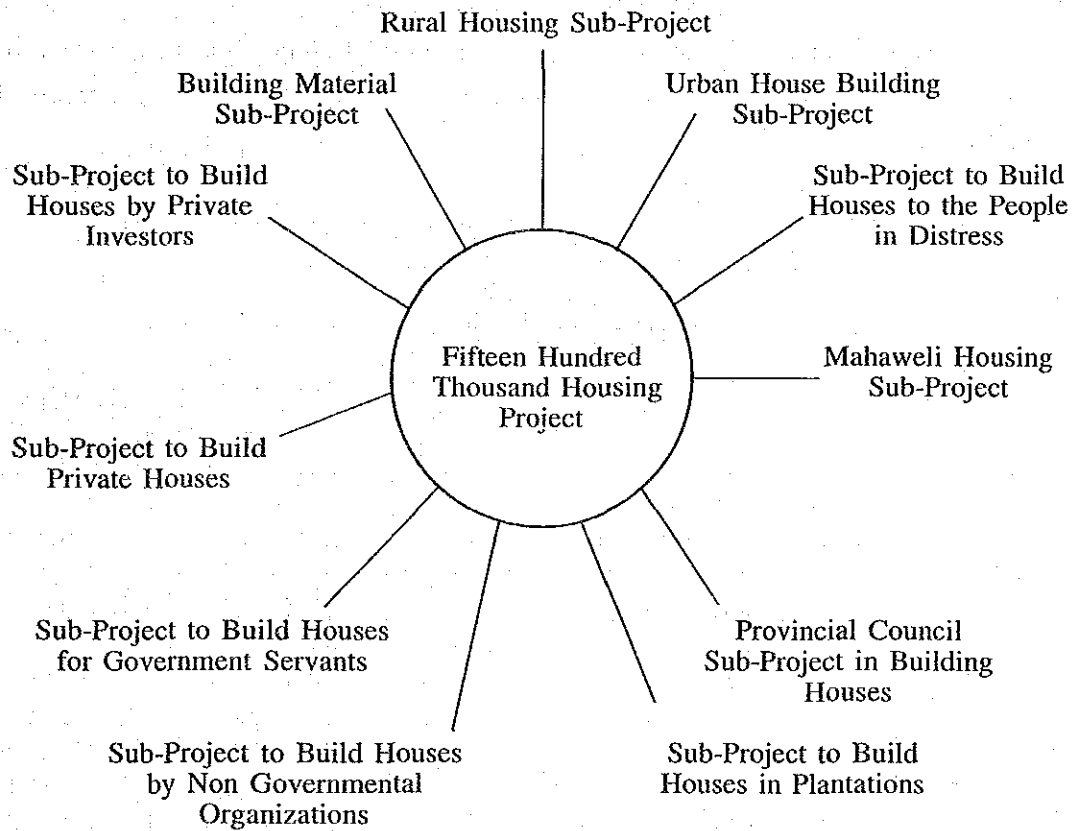 Rural Housing Sub-Project
Building Material
Sub-Project
Urban House Building
Sub-Project
Sub-Project to Build
Houses by Private
Investors
Sub-Project to Build
Houses to the People
in Distress
Fifteen Hundred
Thousand Housing
Project
Mahaweli Housing
Sub-Project
Sub-Project to Build
Private Houses
Sub-Project to Build Houses
for Government Servants
Provincial Council
Sub-Project in Building
Houses
Sub-Project to Build Houses
by Non Governmental
Organizations
Sub-Project to Build
Houses in Plantations